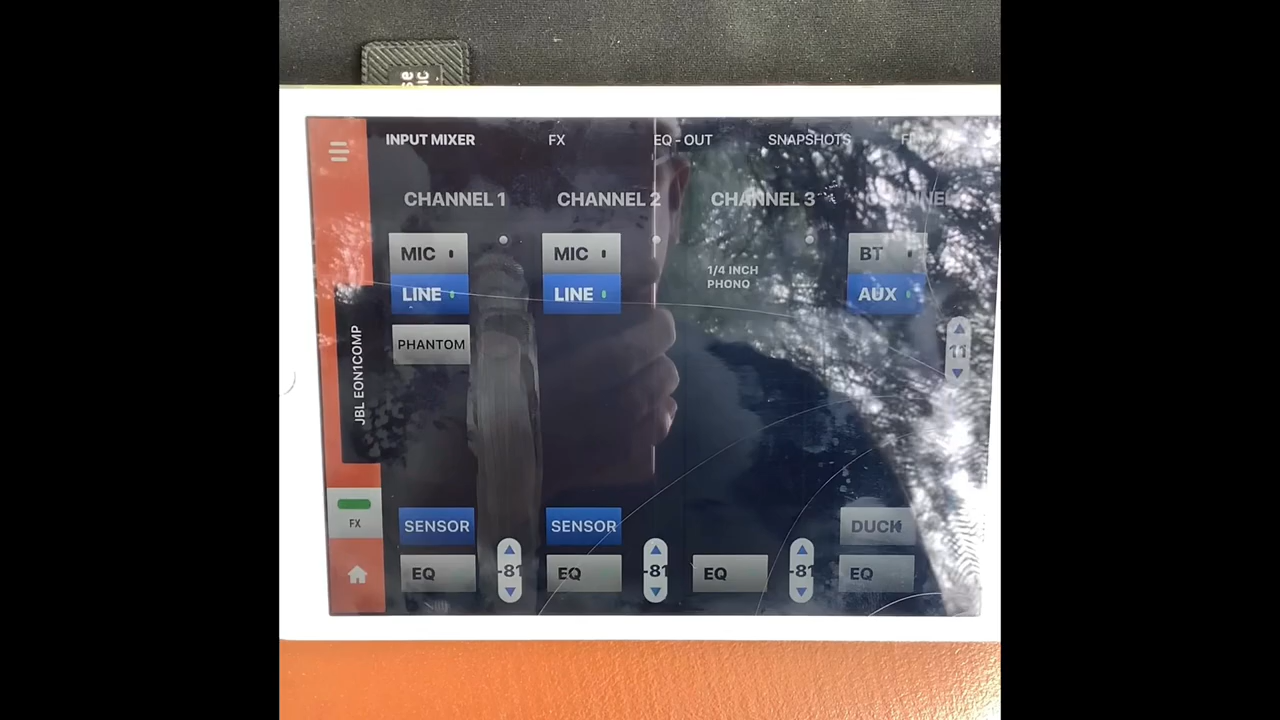 INPUT MIXER
FX
EQ - OUT
SNAPSHOTS
CHANNEL 1
CHANNEL 2
CHANNEL 3
MIC
LINE
PHANTOM
MIC
LINE
1/4 INCH
PHONO
BT
AUX
11
JBL EON1COMP
FX
SENSOR
EQ
-81
SENSOR
EQ
-81
EQ
-81
DUCK
EQ